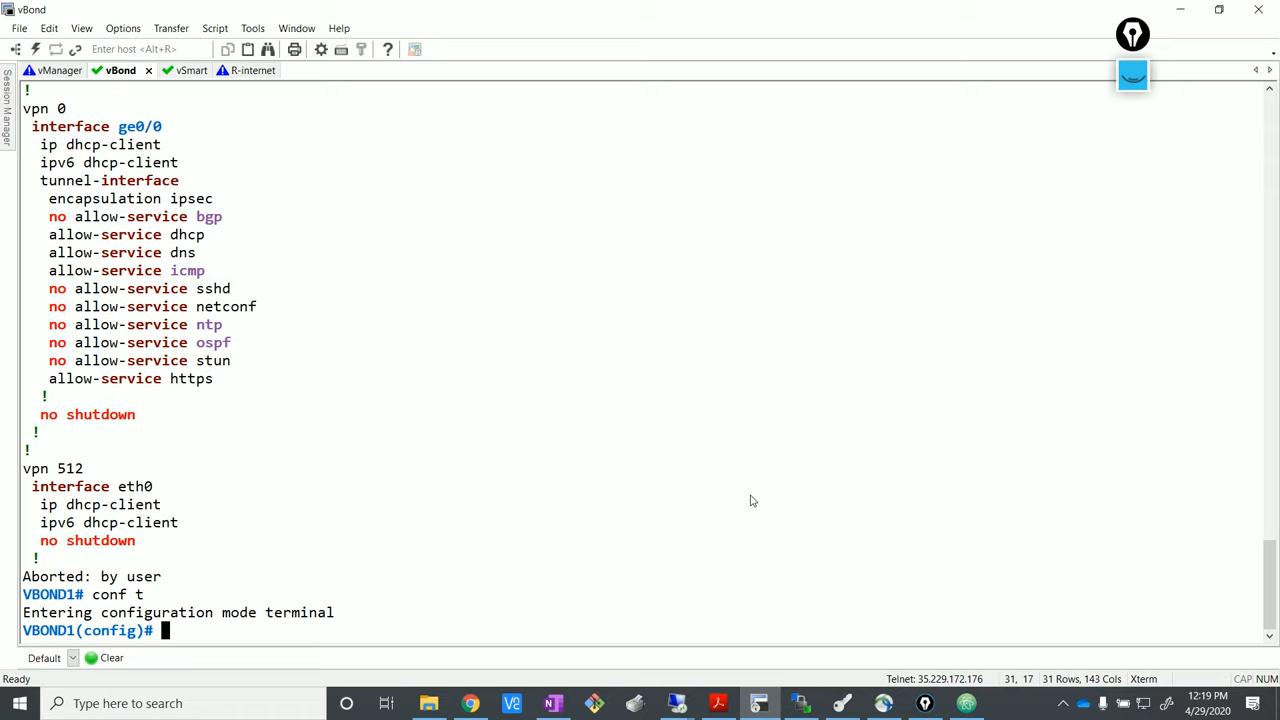 vBond
File Edit View Options Transfer Script Tools Window Help
Enter host <Alt+R>
vManager vBond vSmart R-internet
Session Manager
!
vpn 0
interface ge0/0
ip dhcp-client
ipv6 dhcp-client
tunnel-interface
encapsulation ipsec
no allow-service bgp
allow-service dhcp
allow-service dns
allow-service icmp
no allow-service sshd
no allow-service netconf
no allow-service ntp
no allow-service ospf
no allow-service stun
allow-service https
!
no shutdown
!
!
vpn 512
interface eth0
ip dhcp-client
ipv6 dhcp-client
no shutdown
!
Aborted: by user
VBOND1# conf t
Entering configuration mode terminal
VBOND1(config)#
Default Clear
Ready Telnet: 35.229.172.176 31, 17 31 Rows, 143 Cols Xterm CAP NUM
Type here to search
12:19 PM
4/29/2020